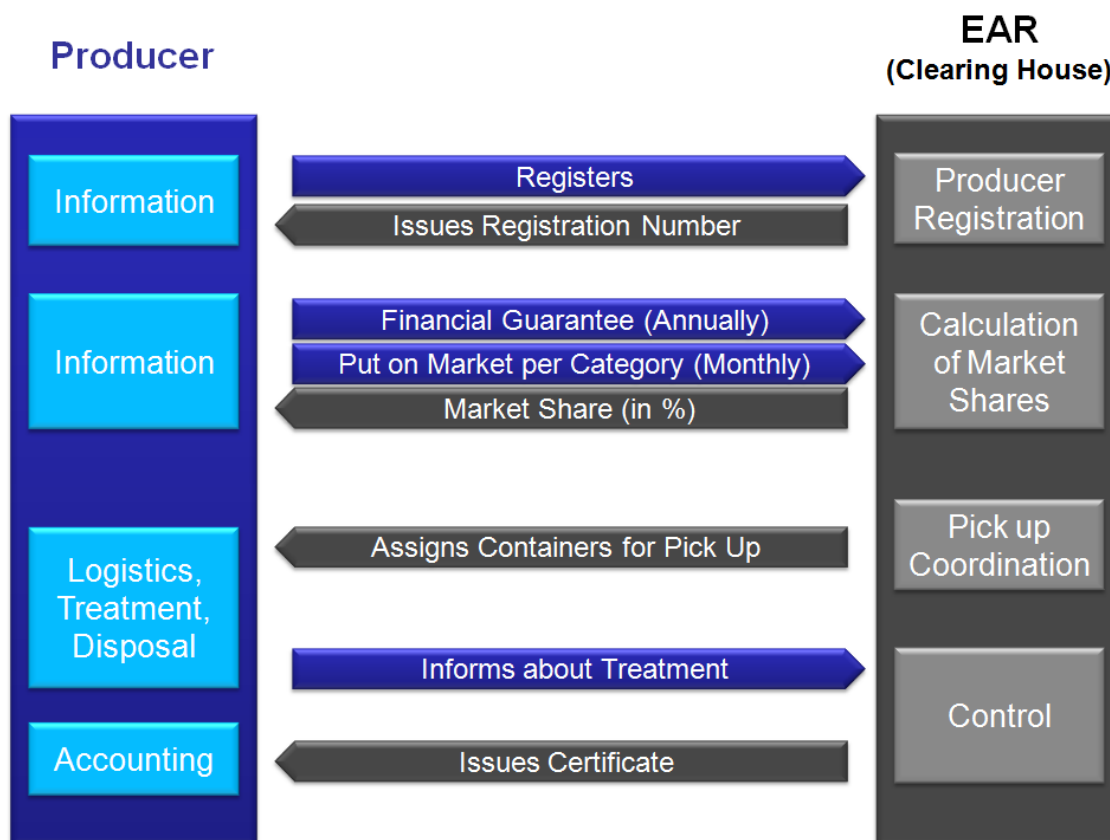 Producer
EAR
(Clearing House)
Information
Registers
Issues Registration Number
Producer
Registration
Information
Financial Guarantee (Annually)
Put on Market per Category (Monthly)
Market Share (in %)
Calculation
of Market
Shares
Assigns Containers for Pick Up
Pick up
Coordination
Logistics,
Treatment,
Disposal
Informs about Treatment
Control
Accounting
Issues Certificate